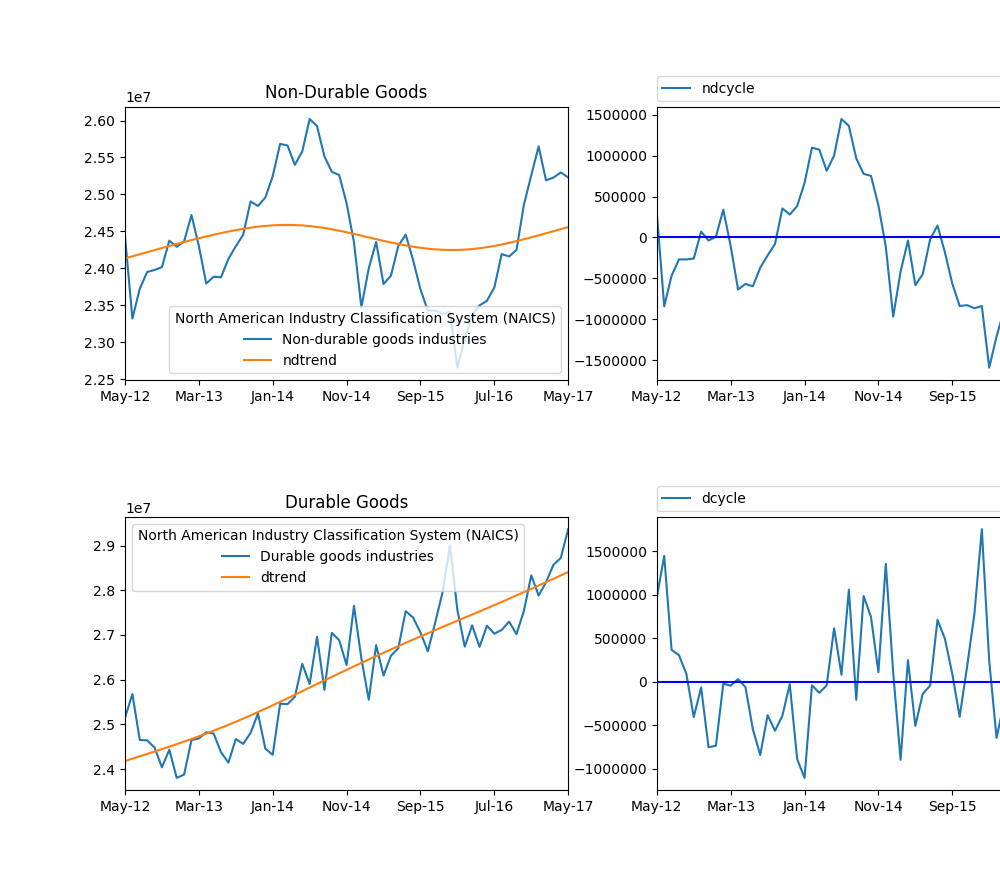 Non-Durable Goods
1e7
2.60
2.55
2.50
2.45
2.40
2.35
2.30
2.25
North American Industry Classification System (NAICS)
Non-durable goods industries
ndtrend
May-12 Mar-13 Jan-14 Nov-14 Sep-15 Jul-16 May-17
ndcycle
1500000
1000000
500000
0
−500000
−1000000
−1500000
May-12 Mar-13 Jan-14 Nov-14 Sep-15
Durable Goods
1e7
2.9
2.8
2.7
2.6
2.5
2.4
North American Industry Classification System (NAICS)
Durable goods industries
dtrend
May-12 Mar-13 Jan-14 Nov-14 Sep-15 Jul-16 May-17
dcycle
1500000
1000000
500000
0
−500000
−1000000
May-12 Mar-13 Jan-14 Nov-14 Sep-15